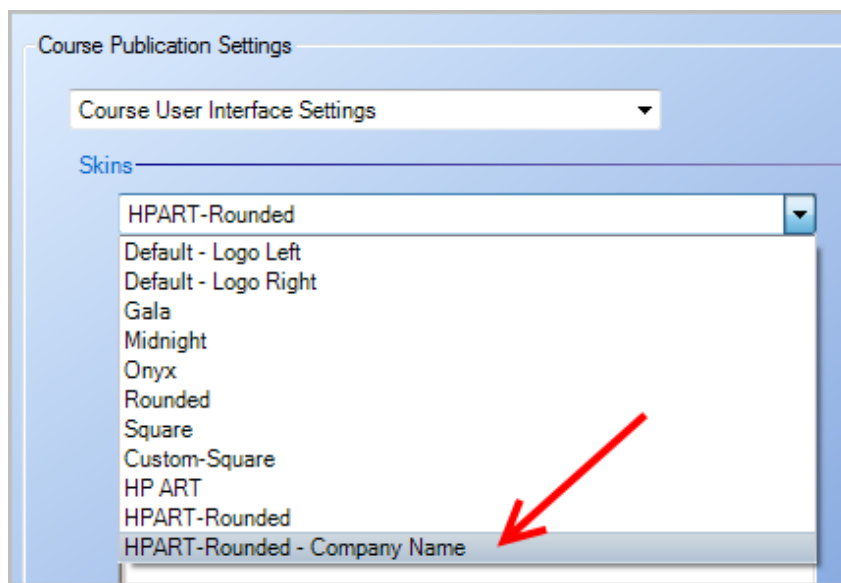 Course Publication Settings
Course User Interface Settings
Skins
HPART-Rounded
Default - Logo Left
Default - Logo Right
Gala
Midnight
Onyx
Rounded
Square
Custom-Square
HP ART
HPART-Rounded
HPART-Rounded - Company Name